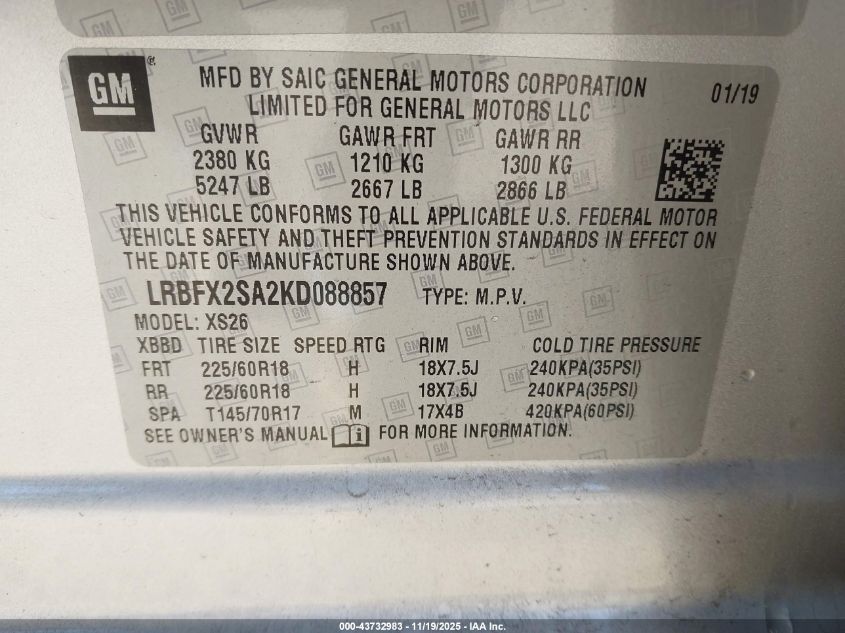 GM
MFD BY SAIC GENERAL MOTORS CORPORATION
LIMITED FOR GENERAL MOTORS LLC
01/19
GVWR GAWR FRT GAWR RR
2380 KG 1210 KG 1300 KG
5247 LB 2667 LB 2866 LB
THIS VEHICLE CONFORMS TO ALL APPLICABLE U.S. FEDERAL MOTOR
VEHICLE SAFETY AND THEFT PREVENTION STANDARDS IN EFFECT ON
THE DATE OF MANUFACTURE SHOWN ABOVE.
LRBFX2SA2KD088857 TYPE: M.P.V.
MODEL: XS26
XBBD TIRE SIZE SPEED RTG RIM COLD TIRE PRESSURE
FRT 225/60R18 H 18X7.5J 240KPA(35PSI)
RR 225/60R18 H 18X7.5J 240KPA(35PSI)
SPA T145/70R17 M 17X4B 420KPA(60PSI)
SEE OWNER'S MANUAL i FOR MORE INFORMATION.
000-43732983 - 11/19/2025 - IAA Inc.